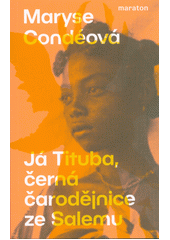 Maryse
Condéová
maraton
Já Tituba,
černá
čarodějnice
ze Salemu